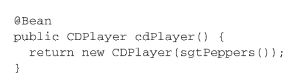 @Bean
public CDPlayer cdPlayer() {
  return new CDPlayer(sgtPeppers());
}